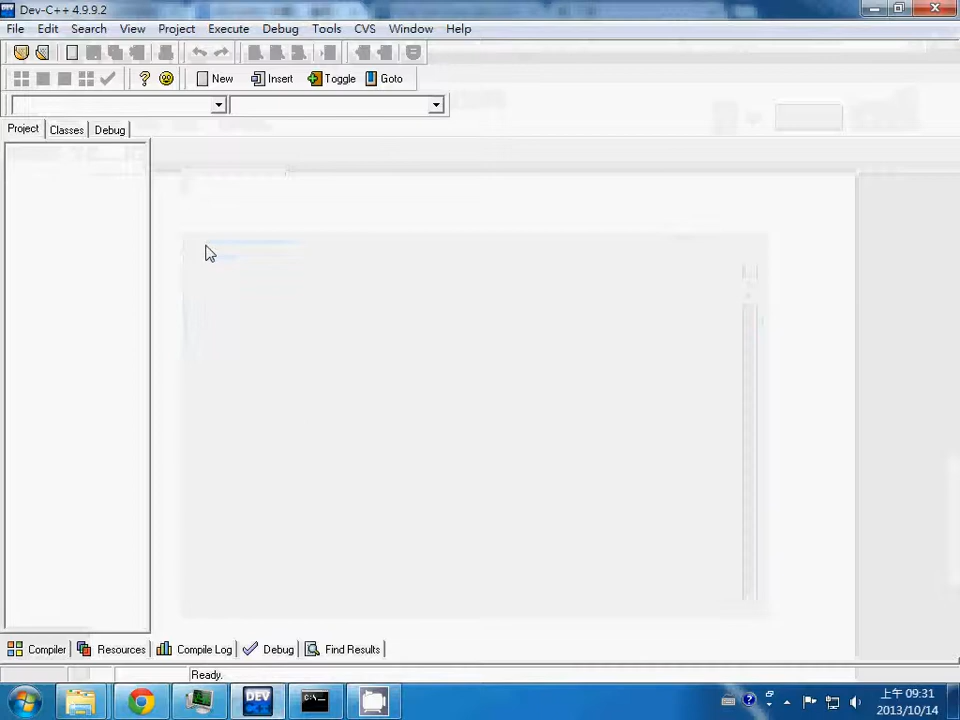 Dev-C++ 4.9.9.2
File Edit Search View Project Execute Debug Tools CVS Window Help
New Insert Toggle Goto
Project Classes Debug
Compiler Resources Compile Log Debug Find Results
Ready.
DEV C++
C:\_
上午 09:31
2013/10/14